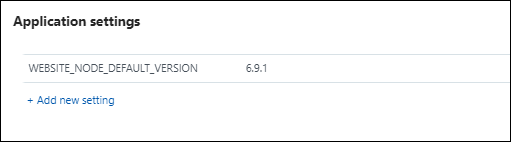 Application settings
WEBSITE_NODE_DEFAULT_VERSION 6.9.1
+ Add new setting